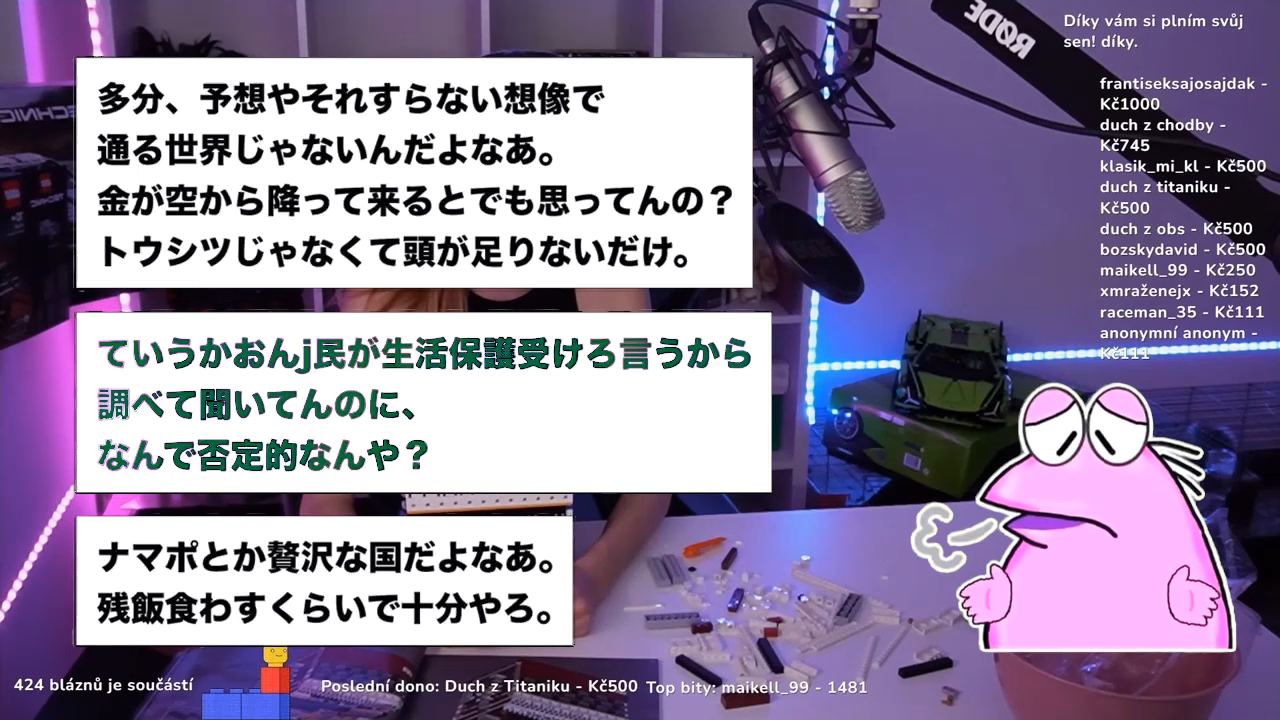 Díky vám si plním svůj
sen! díky.
RØDE
frantiseksajosajdak -
Kč1000
duch z chodby -
Kč745
klasik_mi_kl - Kč500
duch z titaniku -
Kč500
duch z obs - Kč500
bozskydavid - Kč500
maikell_99 - Kč250
xmraženejx - Kč152
raceman_35 - Kč111
anonymní anonym -
Kč111
TECHNIC
多分、予想やそれすらない想像で
通る世界じゃないんだよなあ。
金が空から降って来るとでも思ってんの？
トウシツじゃなくて頭が足りないだけ。
ていうかおんj民が生活保護受けろ言うから
調べて聞いてんのに、
なんで否定的なんや？
ナマポとか贅沢な国だよなあ。
残飯食わすくらいで十分やろ。
424 bláznů je součástí
Poslední dono: Duch z Titaniku - Kč500
Top bity: maikell_99 - 1481